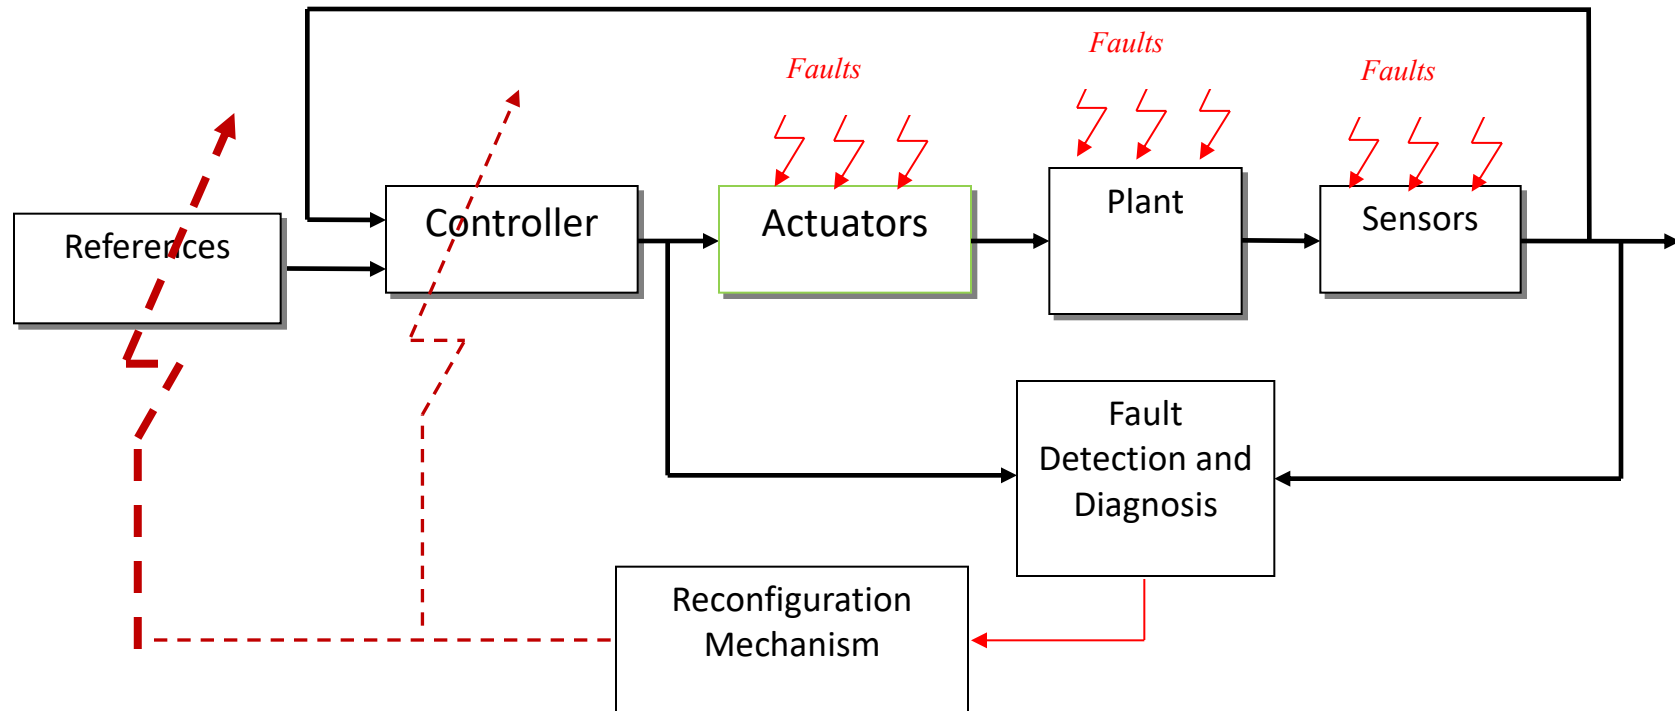 Faults
Faults
Faults
References
Controller
Actuators
Plant
Sensors
Fault
Detection and
Diagnosis
Reconfiguration
Mechanism